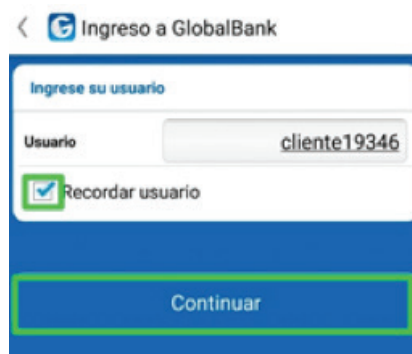 Ingreso a GlobalBank
Ingrese su usuario
Usuario cliente19346
Recordar usuario
Continuar